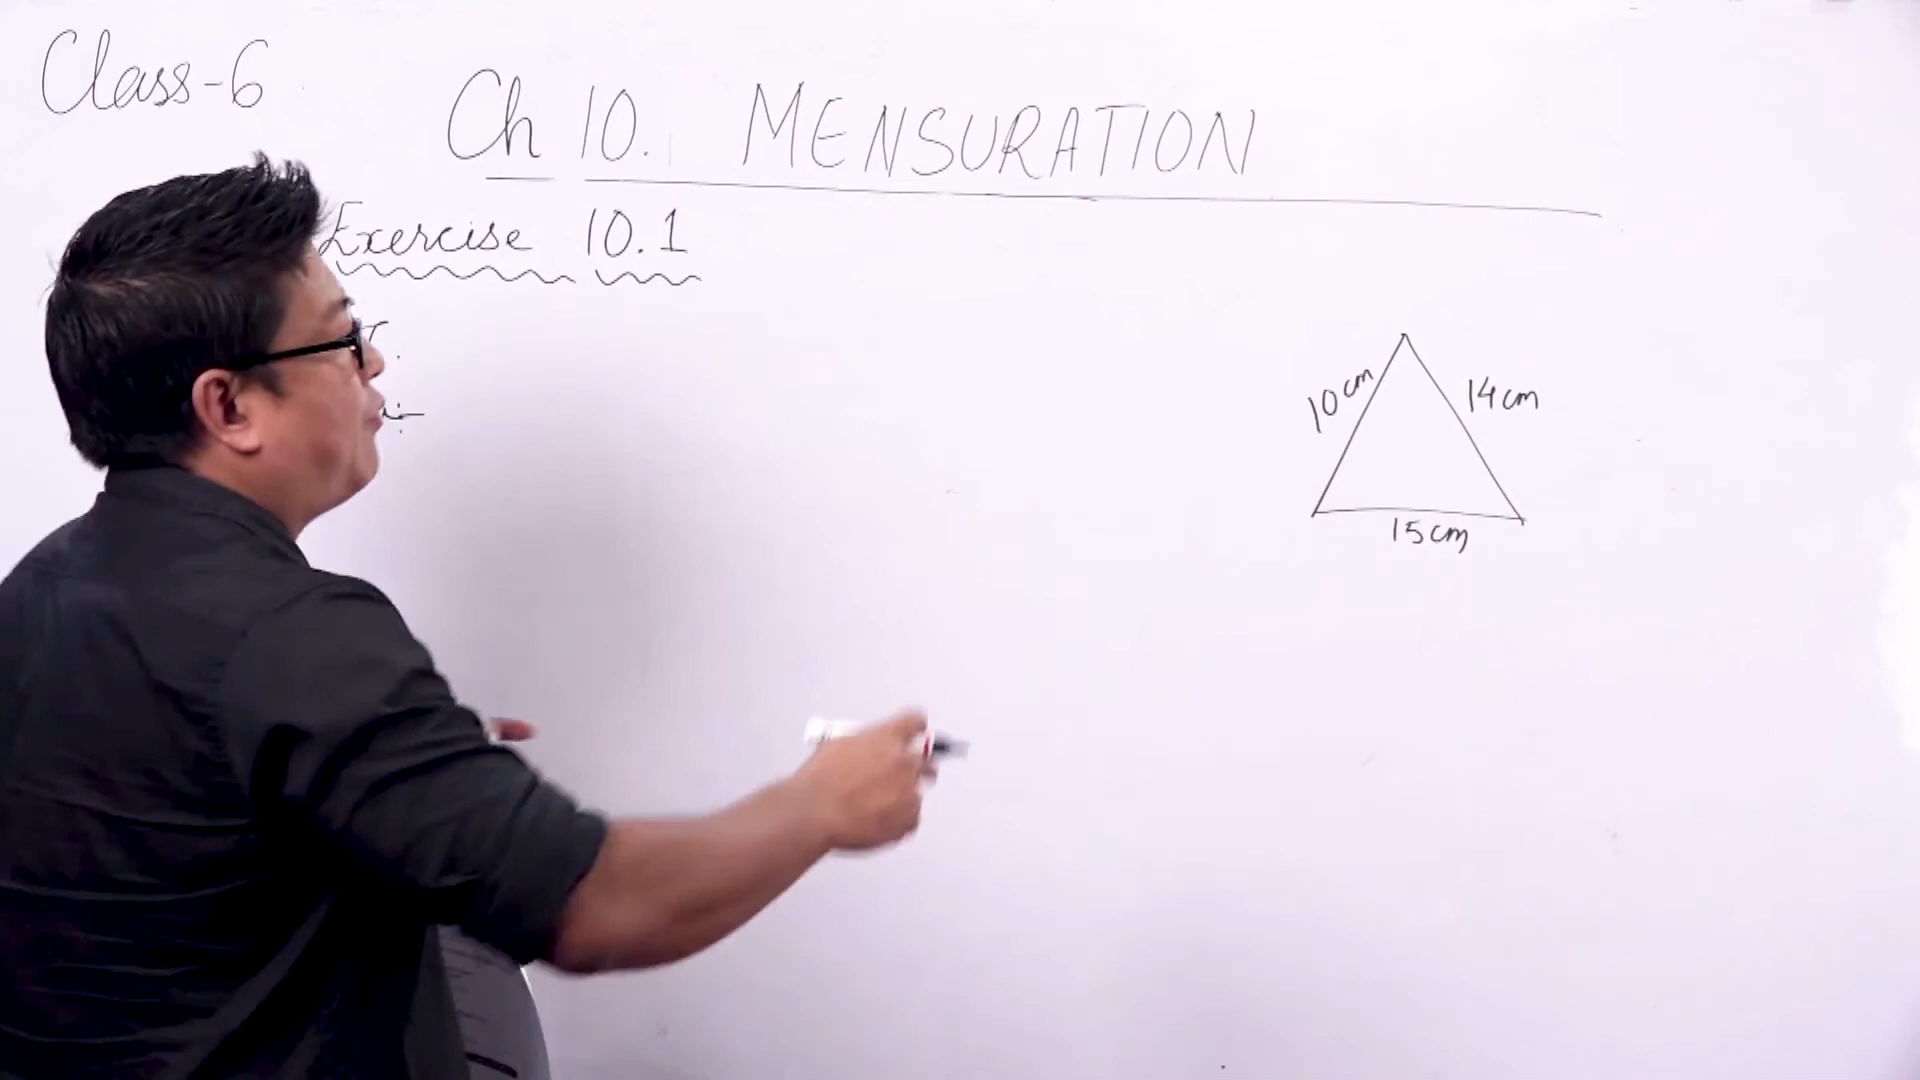 Class-6
Ch 10. MENSURATION
Exercise 10.1
10cm
14cm
15cm